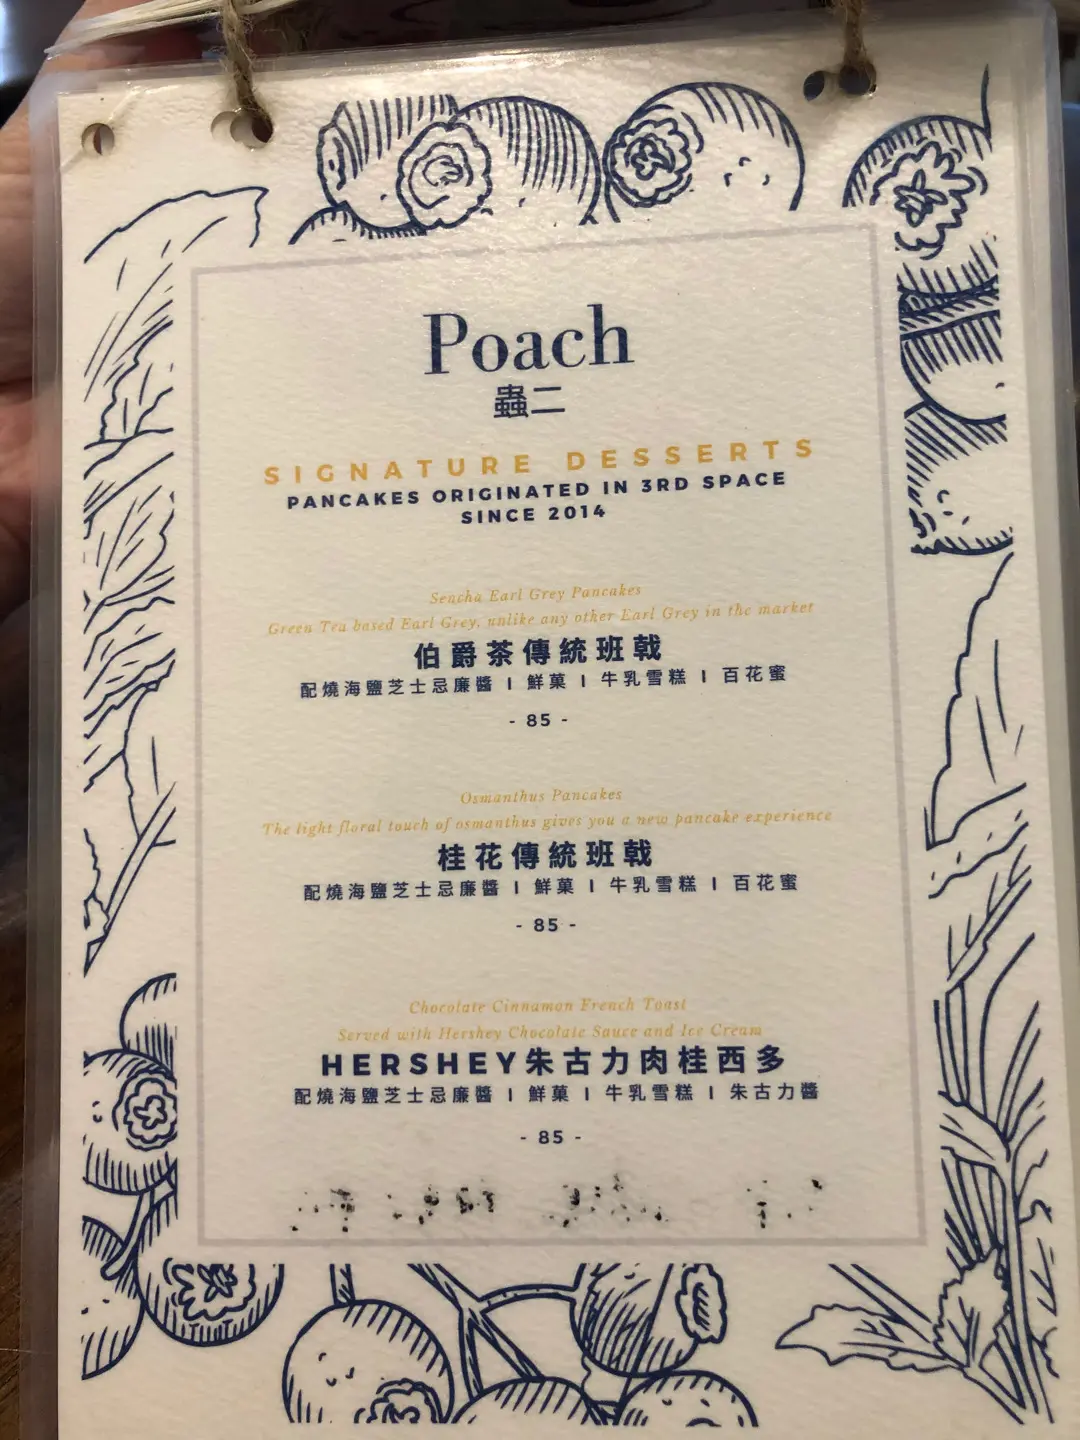 Poach
蟲二
SIGNATURE DESSERTS
PANCAKES ORIGINATED IN 3RD SPACE
SINCE 2014
Sencha Earl Grey Pancakes
Green Tea based Earl Grey, unlike any other Earl Grey in the market
伯爵茶傳統班戟
配燒海鹽芝士忌廉醬 I 鮮菓 I 牛乳雪糕 I 百花蜜
- 85 -
Osmanthus Pancakes
The light floral touch of osmanthus gives you a new pancake experience
桂花傳統班戟
配燒海鹽芝士忌廉醬 I 鮮菓 I 牛乳雪糕 I 百花蜜
- 85 -
Chocolate Cinnamon French Toast
Served with Hershey Chocolate Sauce and Ice Cream
HERSHEY朱古力肉桂西多
配燒海鹽芝士忌廉醬 I 鮮菓 I 牛乳雪糕 I 朱古力醬
- 85 -